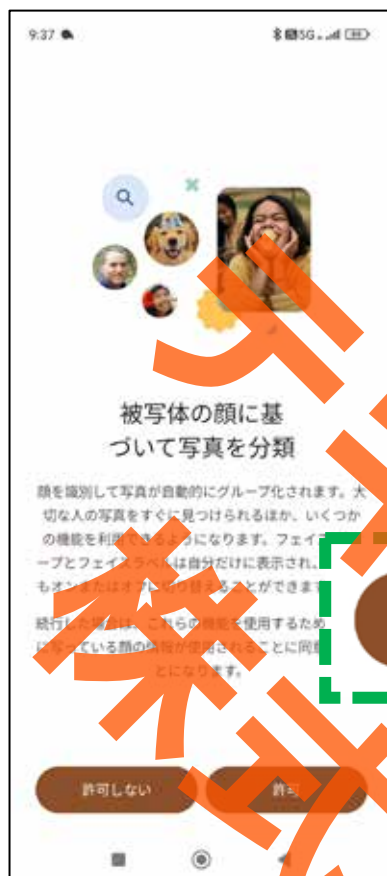 9:37
5G
被写体の顔に基
づいて写真を分類
顔を識別して写真が自動的にグループ化されます。大
切な人の写真をすぐに見つけられるほか、いくつか
の機能を利用できるようになります。フェイ
ープとフェイスラベルは自分だけに表示され、
もオンまたはオフに切り替えることができます
続行した場合は、これらの機能を使用するため
に写っている顔の情報が使用されることに同意
とになります。
許可しない
許可
株式